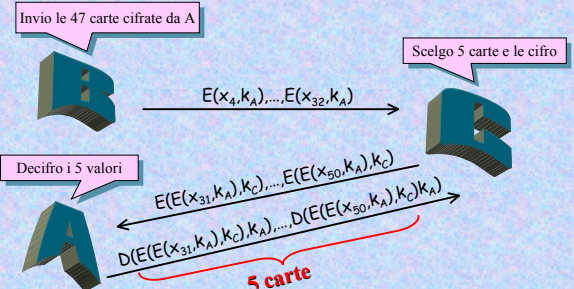 Invio le 47 carte cifrate da A
B
Scelgo 5 carte e le cifro
E(x4,kA),...,E(x32,kA)
C
Decifro i 5 valori
E(E(x31,kA),kC),...,E(E(x50,kA),kC)
A
D(E(E(x31,kA),kC),kA),...,D(E(E(x50,kA),kC)kA)
5 carte